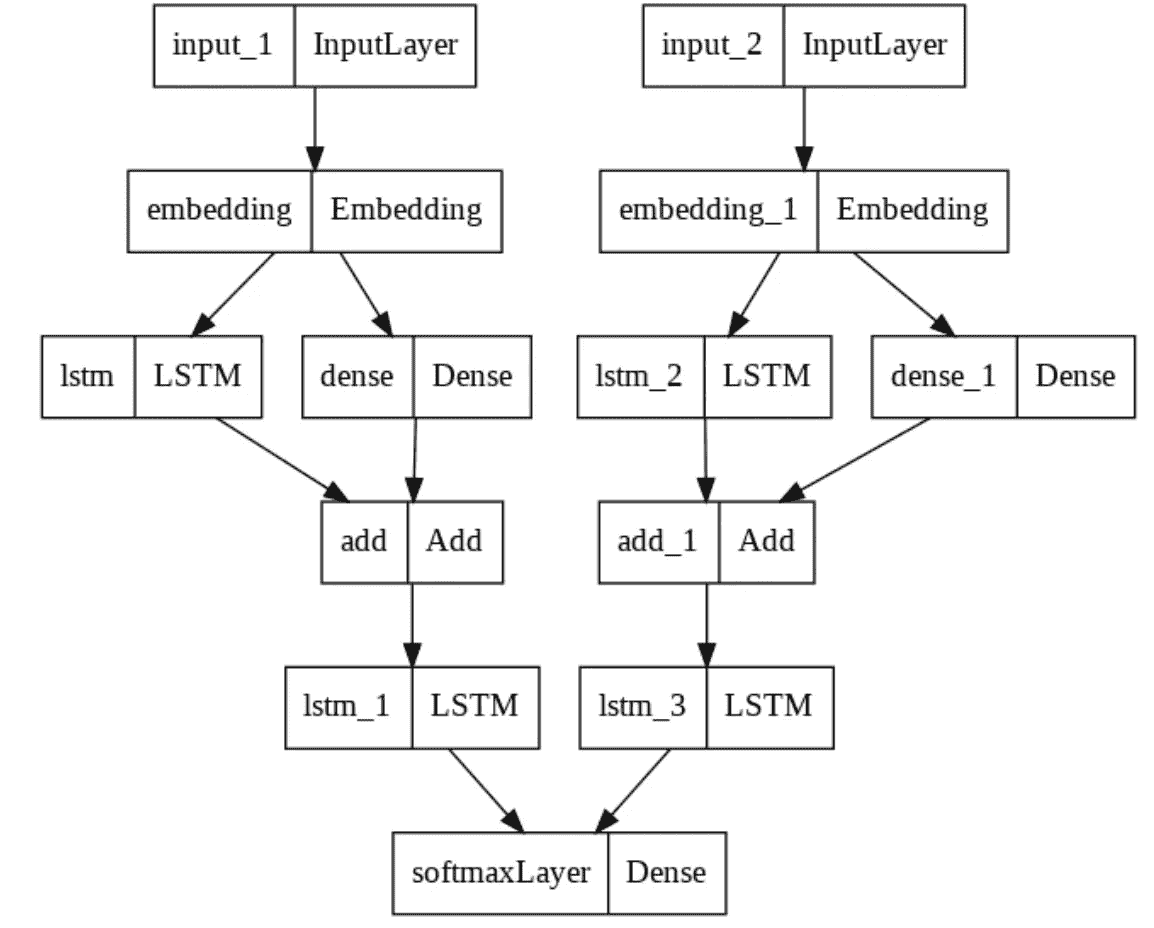 input_1 InputLayer input_2 InputLayer
embedding Embedding embedding_1 Embedding
lstm LSTM dense Dense lstm_2 LSTM dense_1 Dense
add Add add_1 Add
lstm_1 LSTM lstm_3 LSTM
softmaxLayer Dense